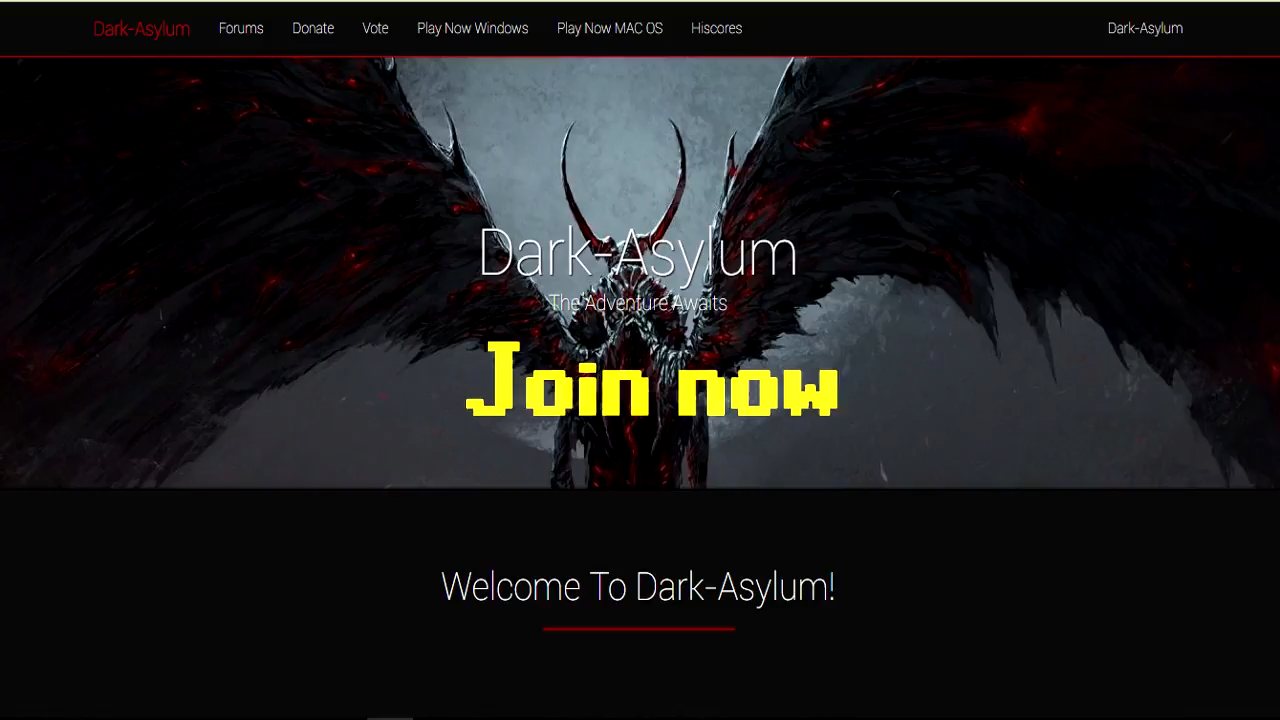 Dark-Asylum Forums Donate Vote Play Now Windows Play Now MAC OS Hiscores Dark-Asylum
Dark-Asylum
The Adventure Awaits
Join now
Welcome To Dark-Asylum!